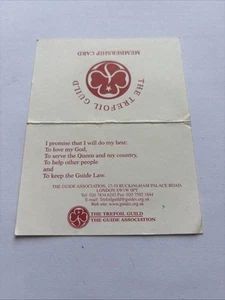 MEMBERSHIP CARD
THE TREFOIL GUILD
I promise that I will do my best:
To love my God,
To serve the Queen and my country,
To help other people
and
To keep the Guide Law.
THE GUIDE ASSOCIATION, 17-19 BUCKINGHAM PALACE ROAD,
LONDON SW1W 0PT
THE TREFOIL GUILD
THE GUIDE ASSOCIATION